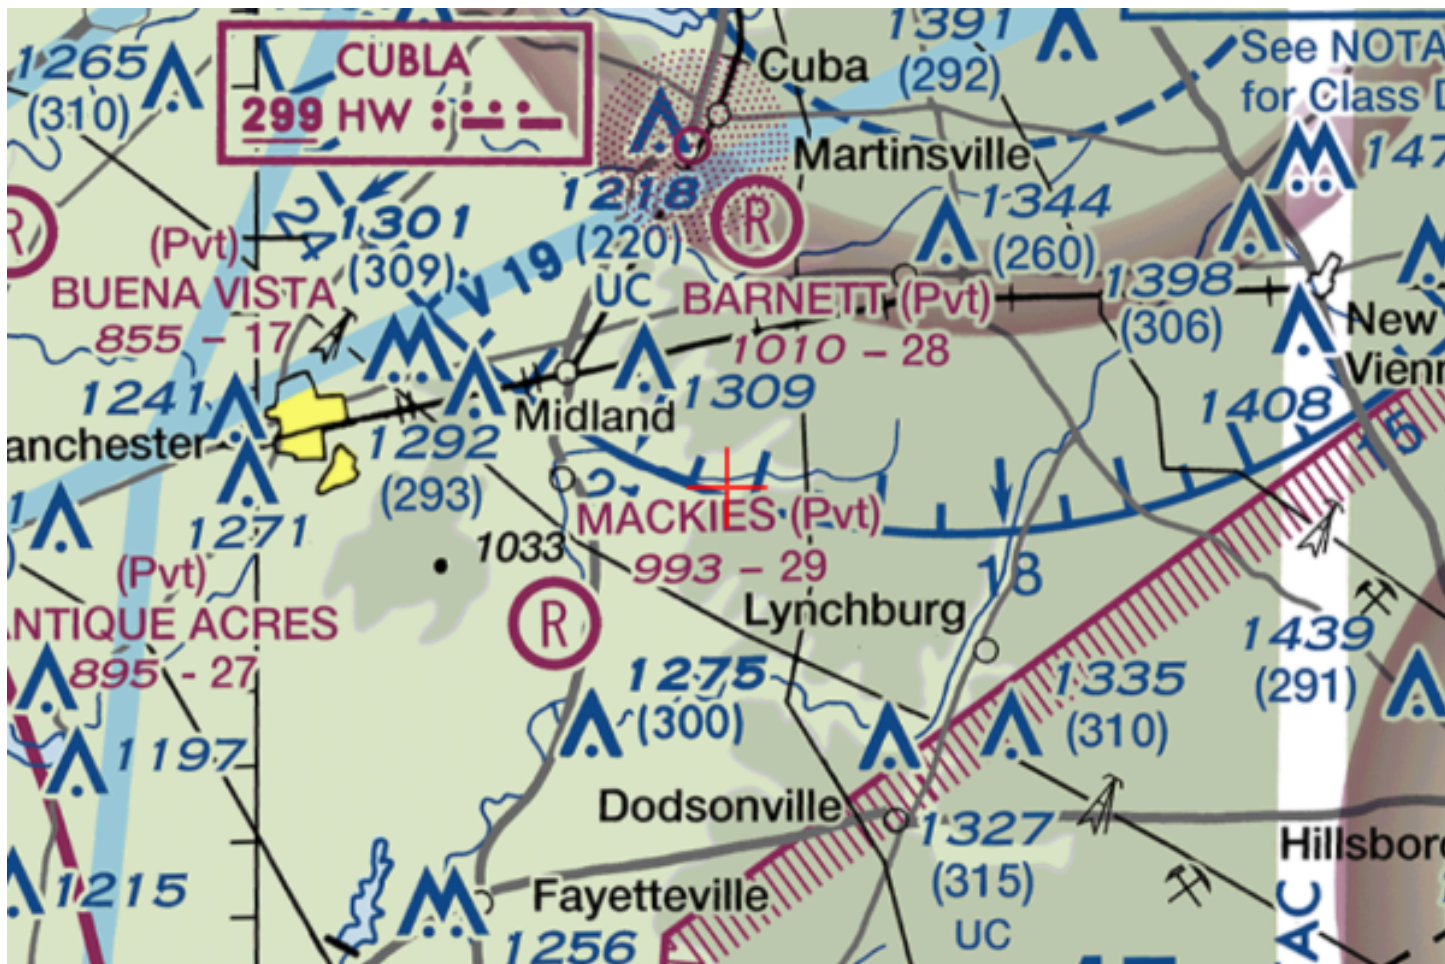 1265
(310)
CUBLA
299 HW
Cuba
1391
(292)
See NOTA
for Class D
Martinsville
147
R
(Pvt)
BUENA VISTA
855 - 17
24
1301
(309)
V 19
1218
(220)
UC
R
1344
(260)
BARNETT (Pvt)
1010 - 28
1398
(306)
New
Vienn
1241
anchester
1271
1292
(293)
Midland
1309
1408
15
1
MACKIES (Pvt)
993 - 29
1033
18
(Pvt)
ANTIQUE ACRES
895 - 27
R
Lynchburg
1439
(291)
1275
(300)
1335
(310)
1197
Dodsonville
1327
(315)
UC
Hillsboro
1215
Fayetteville
1256
AC